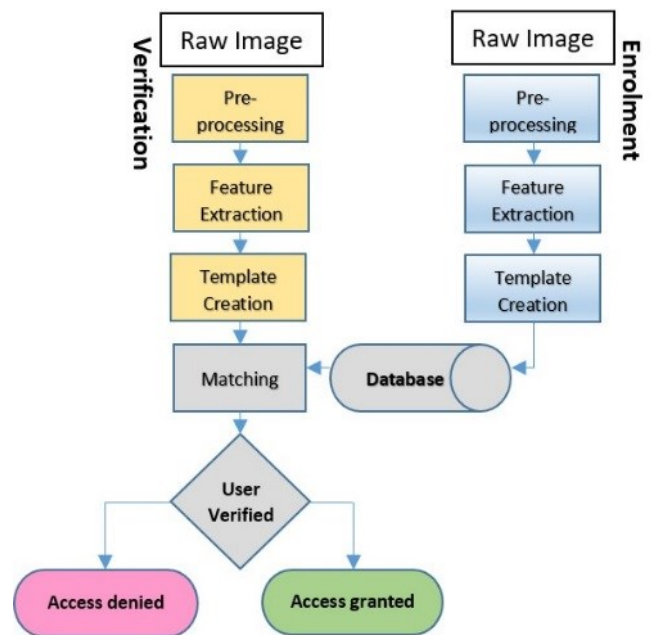 Verification
Raw Image
Pre-
processing
Feature
Extraction
Template
Creation
Matching
Enrolment
Raw Image
Pre-
processing
Feature
Extraction
Template
Creation
Database
User
Verified
Access denied
Access granted